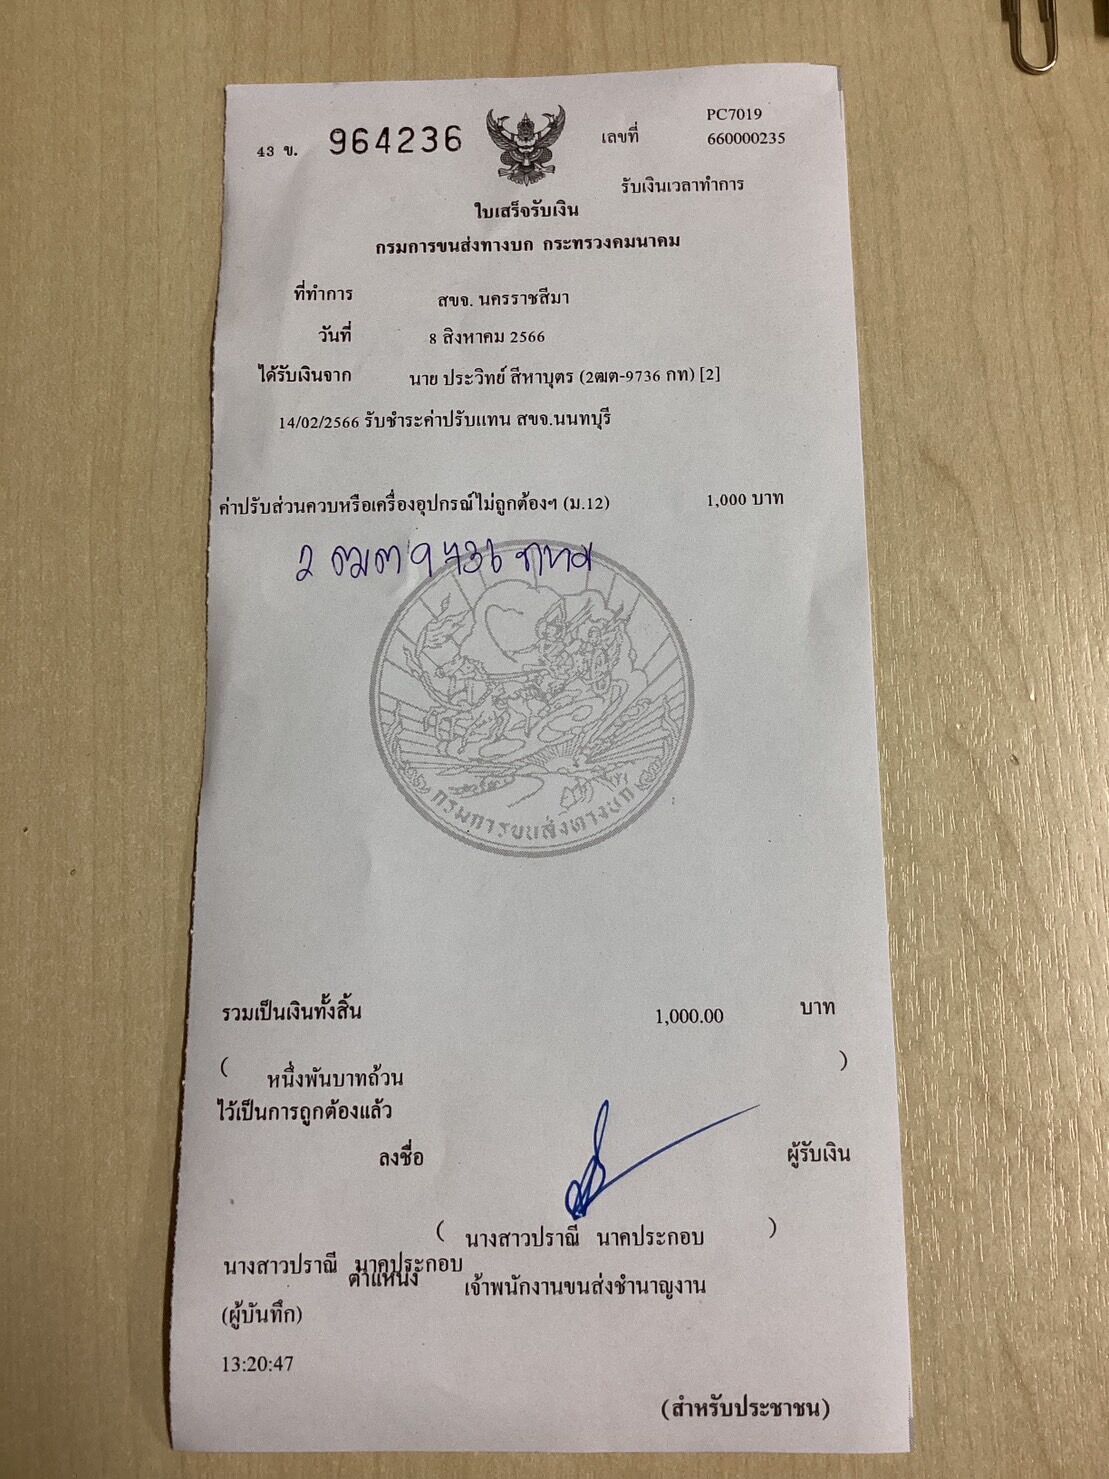 43 ข. 964236
เลขที่ PC7019
660000235
รับเงินเวลาทำการ
ใบเสร็จรับเงิน
กรมการขนส่งทางบก กระทรวงคมนาคม
ที่ทำการ สขจ. นครราชสีมา
วันที่ 8 สิงหาคม 2566
ได้รับเงินจาก นาย ประวิทย์ สีหาบุตร (2ฒต-9736 กท) [2]
14/02/2566 รับชำระค่าปรับแทน สขจ.นนทบุรี
ค่าปรับส่วนควบหรือเครื่องอุปกรณ์ไม่ถูกต้องฯ (ม.12) 1,000 บาท
2 ฒต 9736 กทม
กรมการขนส่งทางบก
รวมเป็นเงินทั้งสิ้น 1,000.00 บาท
( หนึ่งพันบาทถ้วน )
ไว้เป็นการถูกต้องแล้ว
ลงชื่อ ผู้รับเงิน
( นางสาวปราณี นาคประกอบ )
นางสาวปราณี นาคประกอบ
ตำแหน่ง เจ้าพนักงานขนส่งชำนาญงาน
(ผู้บันทึก)
13:20:47
(สำหรับประชาชน)